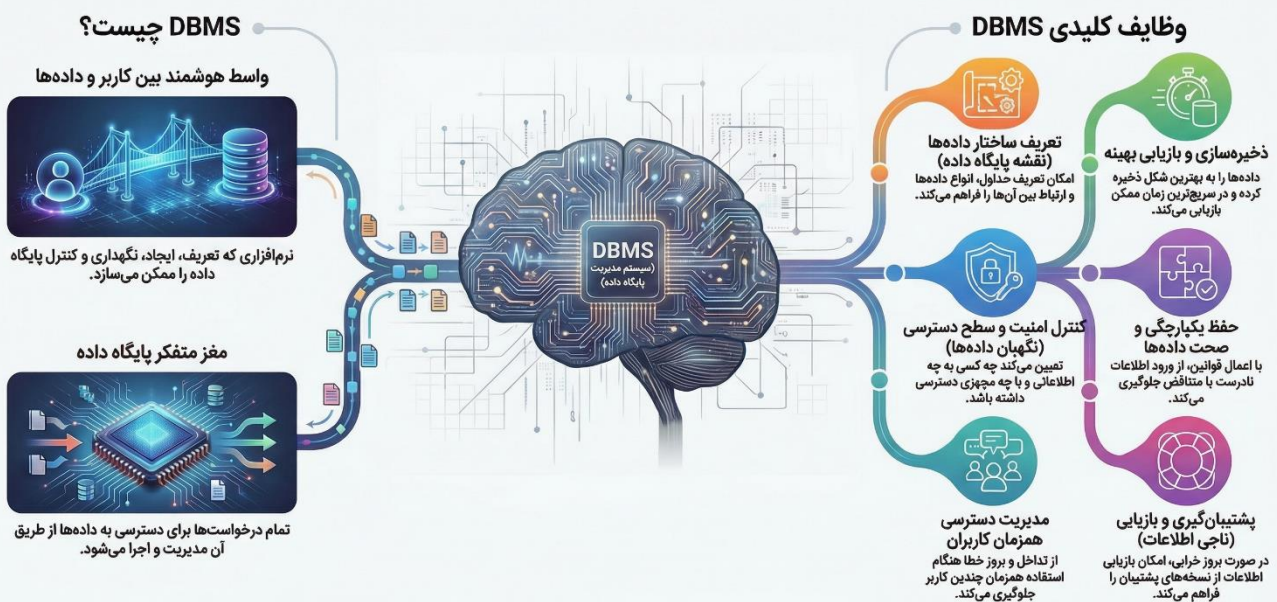 DBMS چیست؟
واسط هوشمند بین کاربر و داده‌ها
نرم‌افزاری که تعریف، ایجاد، نگهداری و کنترل پایگاه
داده را ممکن می‌سازد.
مغز متفکر پایگاه داده
تمام درخواست‌ها برای دسترسی به داده‌ها از طریق
آن مدیریت و اجرا می‌شود.
DBMS
(سیستم مدیریت
پایگاه داده)
وظایف کلیدی DBMS
تعریف ساختار داده‌ها
(نقشه پایگاه داده)
امکان تعریف جداول، انواع داده‌ها
و ارتباط بین آن‌ها را فراهم می‌کند.
ذخیره‌سازی و بازیابی بهینه
داده‌ها را به بهترین شکل ذخیره
کرده و در سریع‌ترین زمان ممکن
بازیابی می‌کند.
کنترل امنیت و سطح دسترسی
(نگهبان داده‌ها)
تعیین می‌کند چه کسی به چه
اطلاعاتی و با چه مجهزی دسترسی
داشته باشد.
حفظ یکپارچگی و
صحت داده‌ها
با اعمال قوانین، از ورود اطلاعات
نادرست با متناقض جلوگیری
می‌کند.
مدیریت دسترسی
همزمان کاربران
از تداخل و بروز خطا هنگام
استفاده همزمان چندین کاربر
جلوگیری می‌کند.
پشتیبان‌گیری و بازیابی
(ناجی اطلاعات)
در صورت بروز خرابی، امکان بازیابی
اطلاعات از نسخه‌های پشتیبان را
فراهم می‌کند.